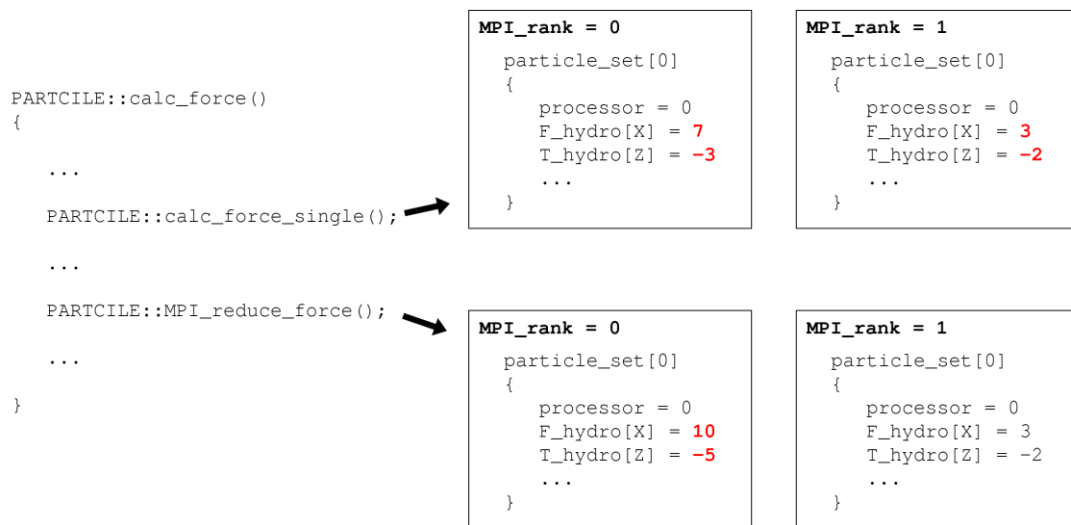 PARTCILE::calc_force()
{
...
PARTCILE::calc_force_single();
...
PARTCILE::MPI_reduce_force();
...
}
MPI_rank = 0
particle_set[0]
{
processor = 0
F_hydro[X] = 7
T_hydro[Z] = −3
...
}
MPI_rank = 1
particle_set[0]
{
processor = 0
F_hydro[X] = 3
T_hydro[Z] = −2
...
}
MPI_rank = 0
particle_set[0]
{
processor = 0
F_hydro[X] = 10
T_hydro[Z] = −5
...
}
MPI_rank = 1
particle_set[0]
{
processor = 0
F_hydro[X] = 3
T_hydro[Z] = −2
...
}